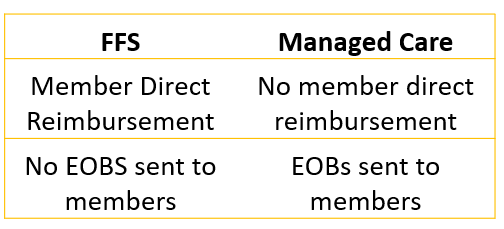 FFS
Managed Care
Member Direct
Reimbursement
No member direct
reimbursement
No EOBS sent to
members
EOBs sent to
members